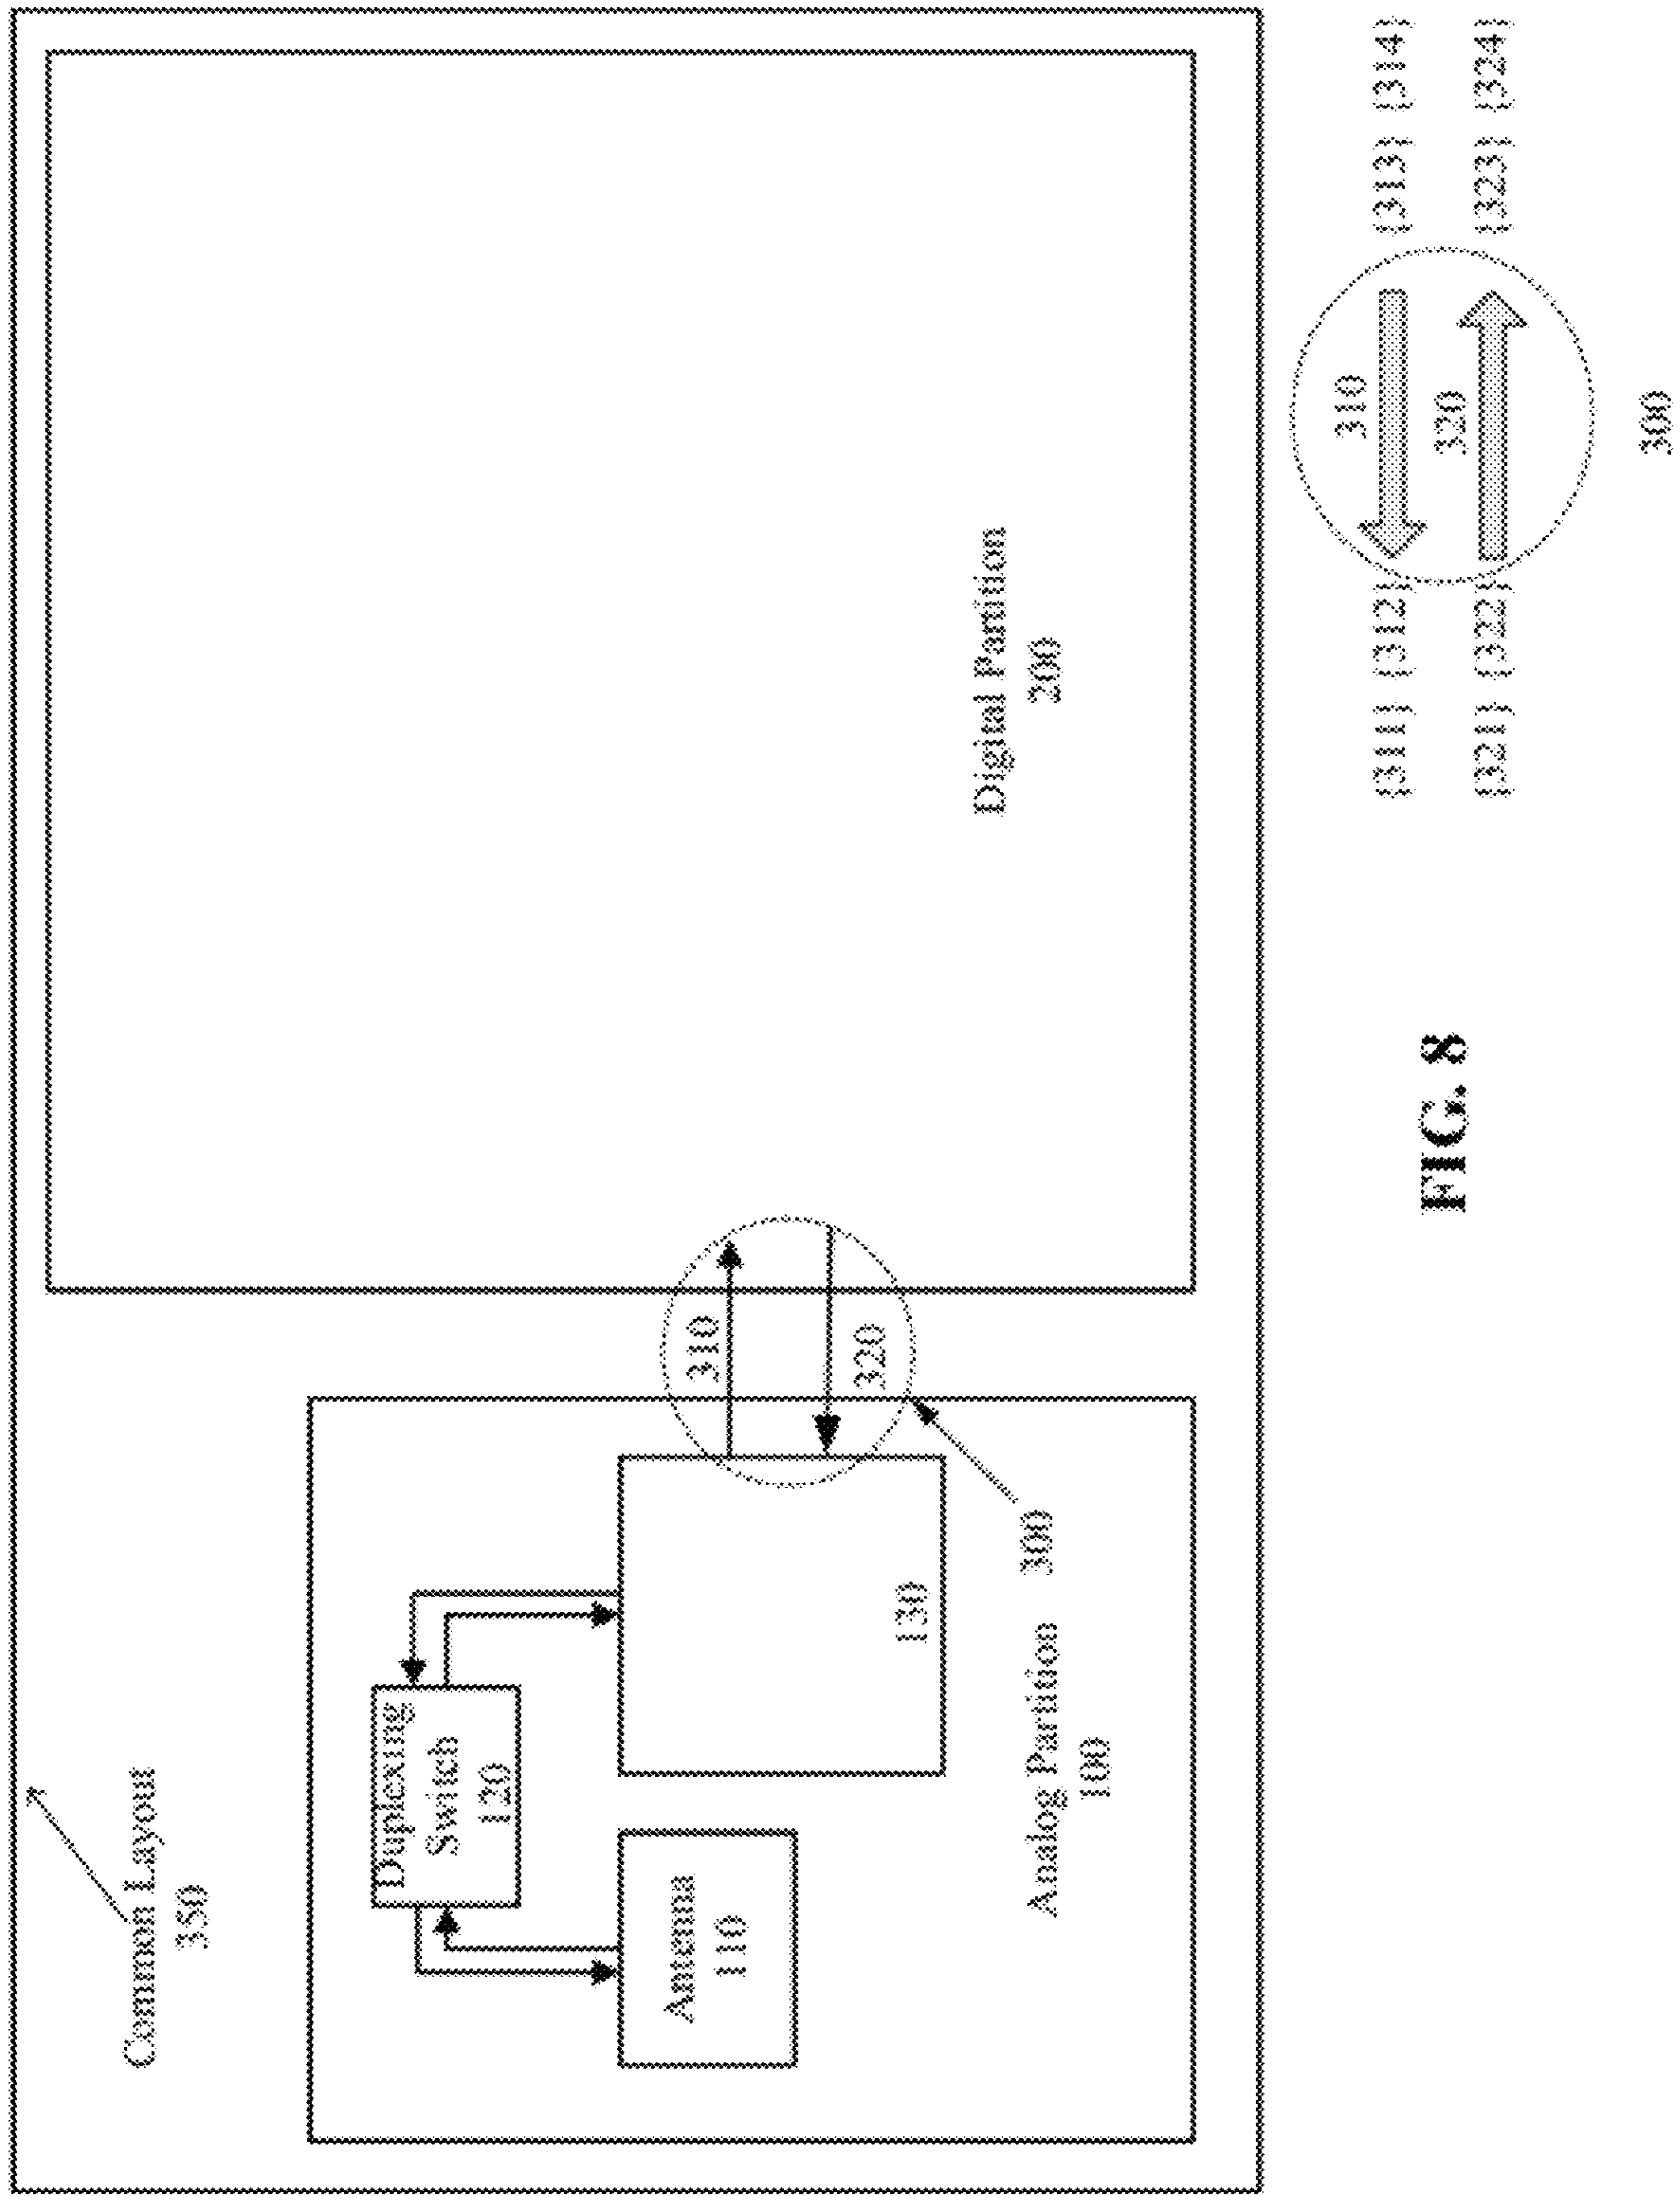 Common Layout
350
Duplexing
Switch
120
Antenna
110
310
320
130
Digital Partition
200
300
Analog Partition
100
310
{311} {312} {313} {314}
320
{321} {322} {323} {324}
FIG. 8
300